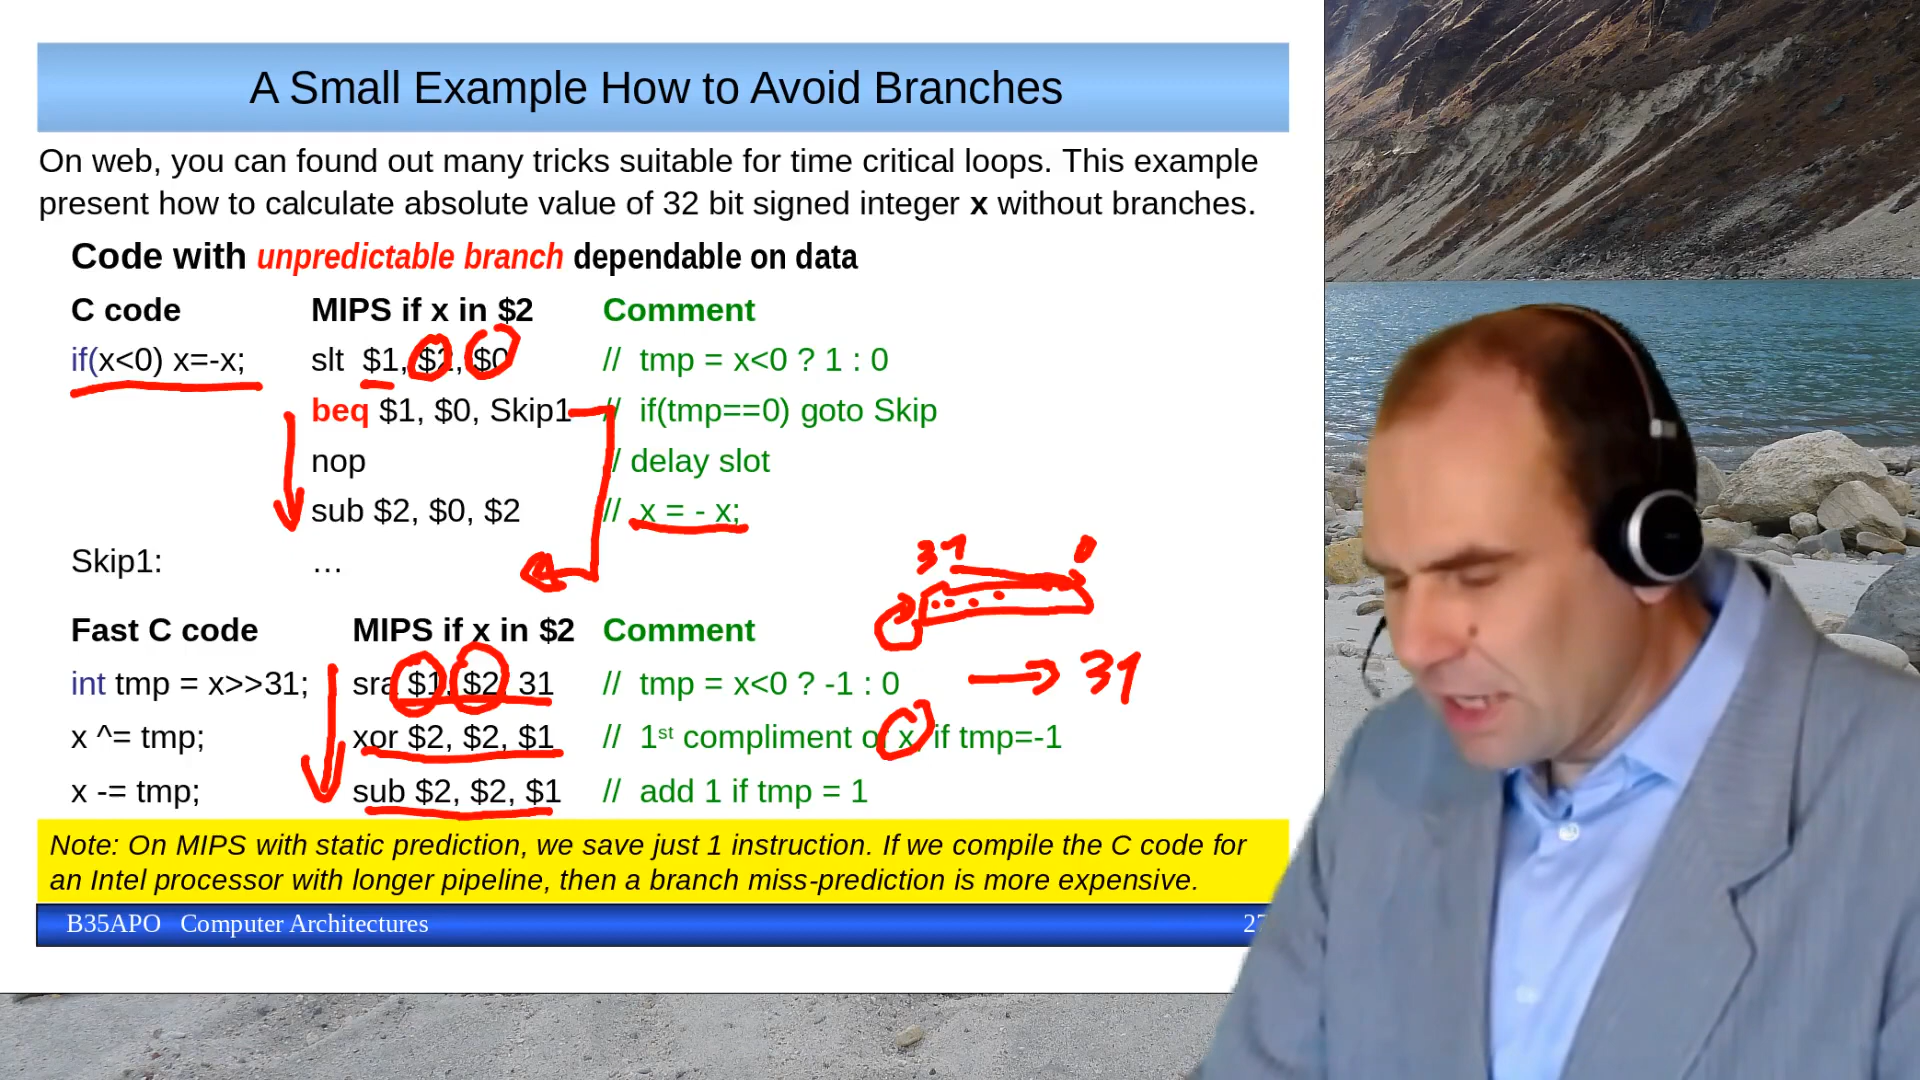 A Small Example How to Avoid Branches
On web, you can found out many tricks suitable for time critical loops. This example
present how to calculate absolute value of 32 bit signed integer x without branches.
Code with unpredictable branch dependable on data
C code MIPS if x in $2 Comment
if(x<0) x=-x; slt $1, $2, $0 // tmp = x<0 ? 1 : 0
beq $1, $0, Skip1 // if(tmp==0) goto Skip
nop // delay slot
sub $2, $0, $2 // x = - x;
Skip1: …
31 0
Fast C code MIPS if x in $2 Comment
int tmp = x>>31; sra $1, $2, 31 // tmp = x<0 ? -1 : 0 31
x ^= tmp; xor $2, $2, $1 // 1st compliment of x, if tmp=-1
x -= tmp; sub $2, $2, $1 // add 1 if tmp = 1
Note: On MIPS with static prediction, we save just 1 instruction. If we compile the C code for
an Intel processor with longer pipeline, then a branch miss-prediction is more expensive.
B35APO Computer Architectures